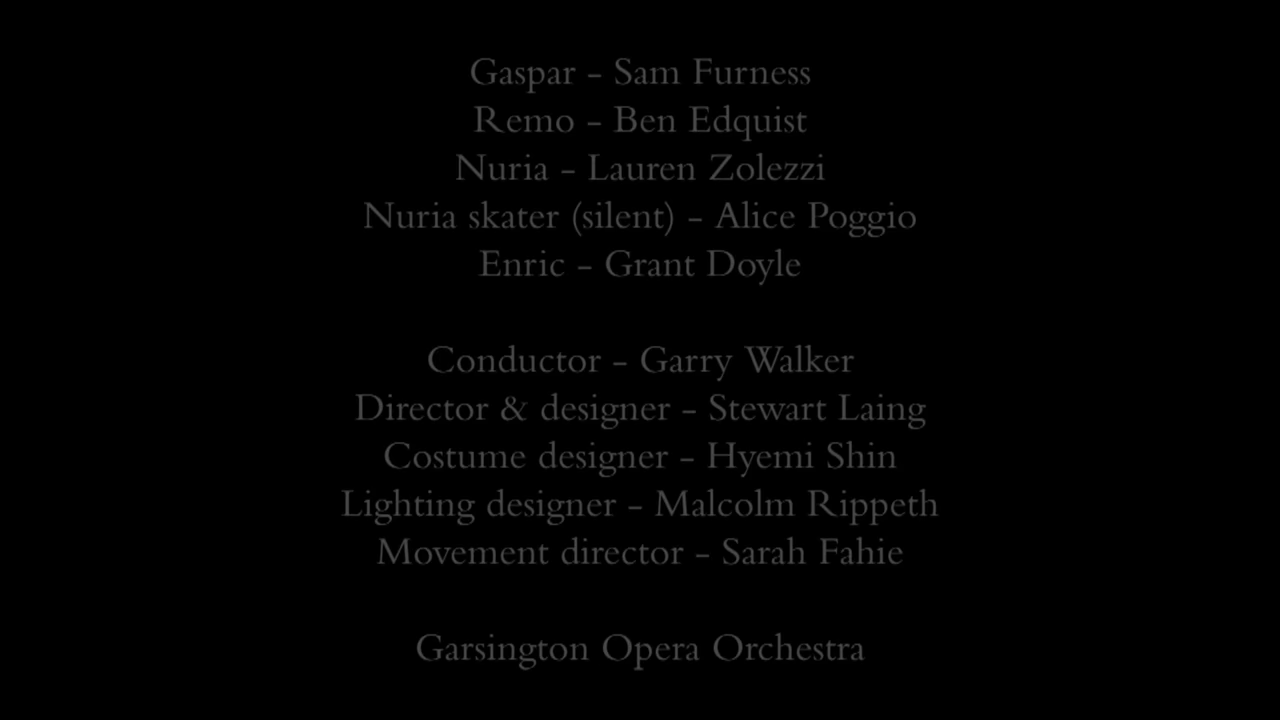 Gaspar - Sam Furness
Remo - Ben Edquist
Nuria - Lauren Zolezzi
Nuria skater (silent) - Alice Poggio
Enric - Grant Doyle
Conductor - Garry Walker
Director & designer - Stewart Laing
Costume designer - Hyemi Shin
Lighting designer - Malcolm Rippeth
Movement director - Sarah Fahie
Garsington Opera Orchestra